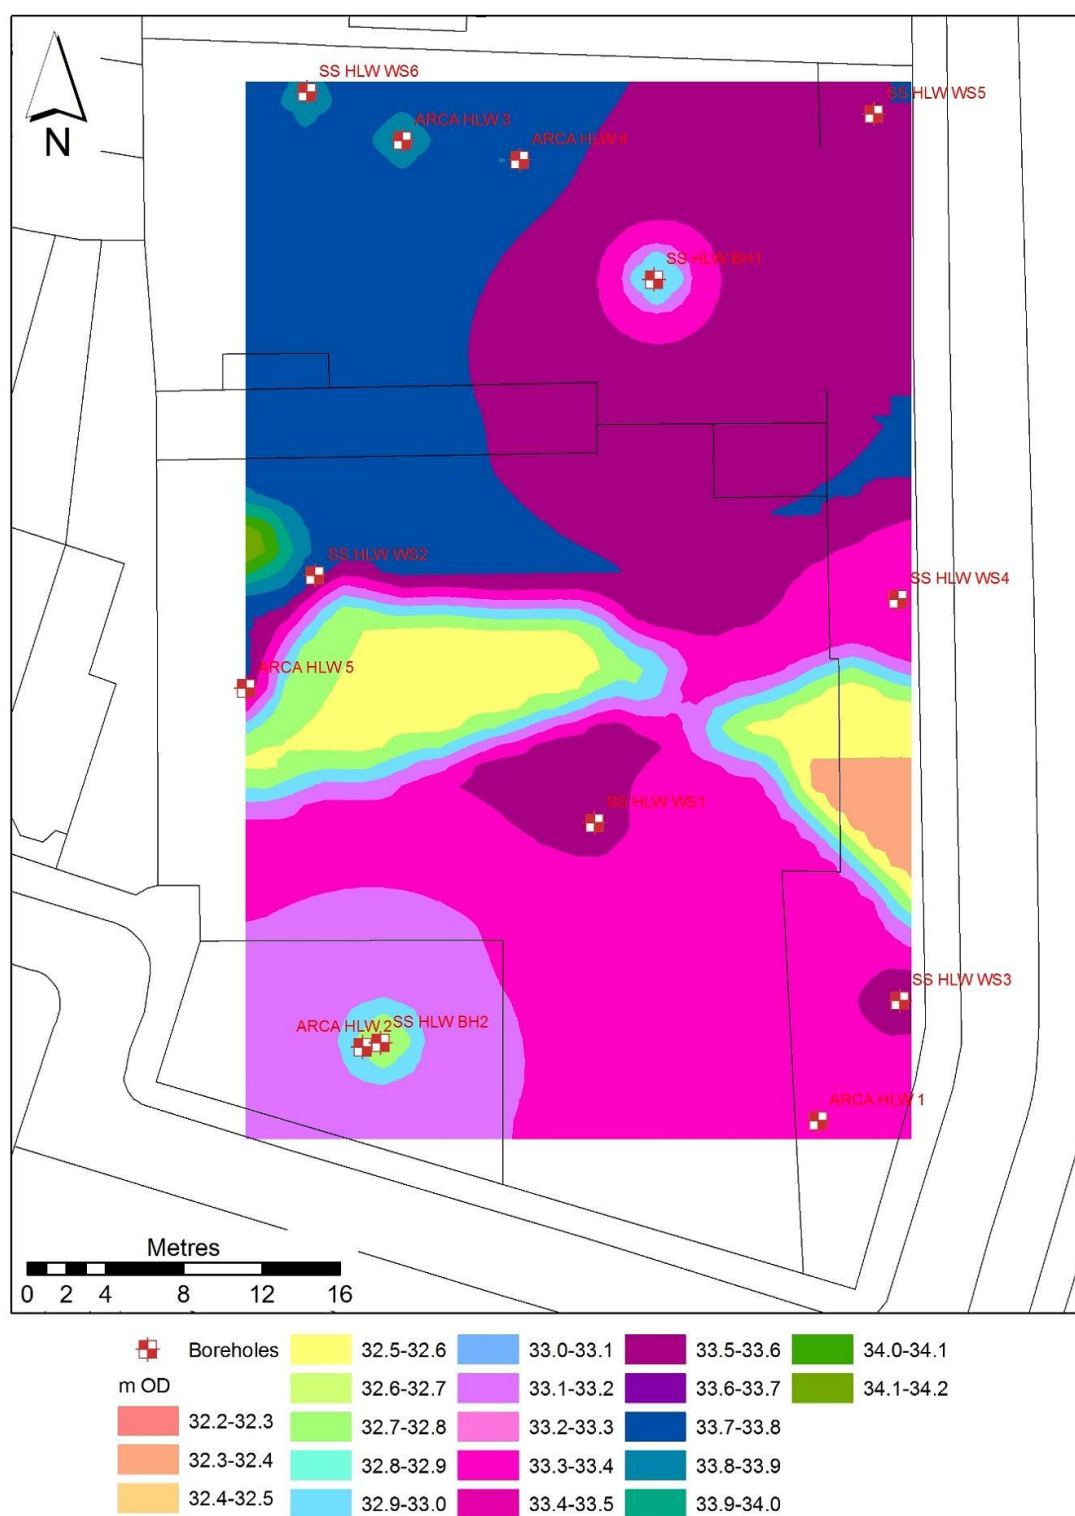 SS HLW WS6
SS HLW WS5
ARCA HLW 3
ARCA HLW 4
N
SS HLW BH1
SS HLW WS2
SS HLW WS4
ARCA HLW 5
SS HLW WS1
SS HLW WS3
ARCA HLW 2
SS HLW BH2
ARCA HLW 1
Metres
0 2 4 8 12 16
Boreholes
m OD
32.2-32.3
32.3-32.4
32.4-32.5
32.5-32.6
32.6-32.7
32.7-32.8
32.8-32.9
32.9-33.0
33.0-33.1
33.1-33.2
33.2-33.3
33.3-33.4
33.4-33.5
33.5-33.6
33.6-33.7
33.7-33.8
33.8-33.9
33.9-34.0
34.0-34.1
34.1-34.2